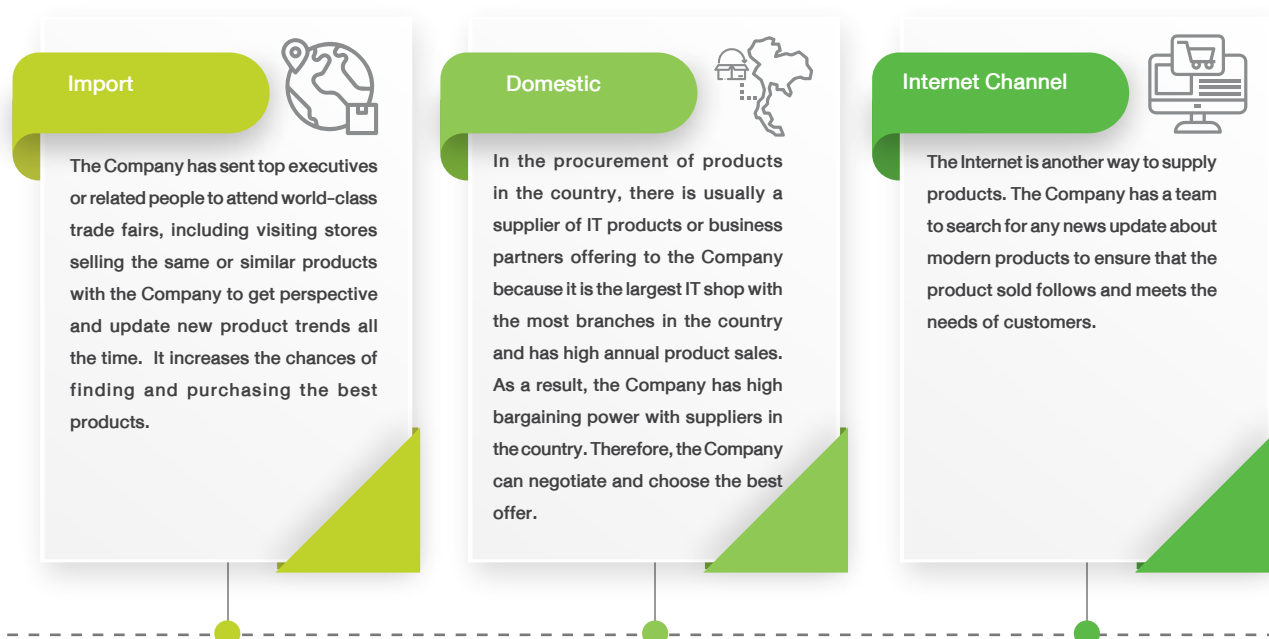 Import
The Company has sent top executives
or related people to attend world-class
trade fairs, including visiting stores
selling the same or similar products
with the Company to get perspective
and update new product trends all
the time. It increases the chances of
finding and purchasing the best
products.
Domestic
In the procurement of products
in the country, there is usually a
supplier of IT products or business
partners offering to the Company
because it is the largest IT shop with
the most branches in the country
and has high annual product sales.
As a result, the Company has high
bargaining power with suppliers in
the country. Therefore, the Company
can negotiate and choose the best
offer.
Internet Channel
The Internet is another way to supply
products. The Company has a team
to search for any news update about
modern products to ensure that the
product sold follows and meets the
needs of customers.